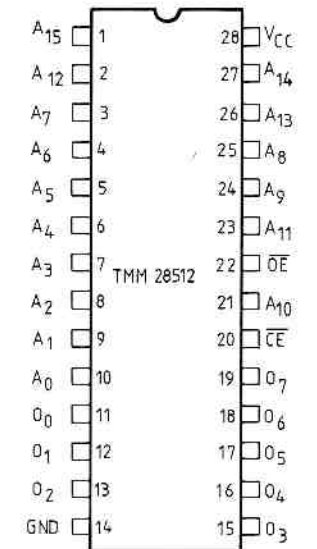 A15 1 28 VCC
A12 2 27 A14
A7 3 26 A13
A6 4 25 A8
A5 5 24 A9
A4 6 23 A11
A3 7 22 O̅E̅
TMM 28512
A2 8 21 A10
A1 9 20 C̅E̅
A0 10 19 O7
O0 11 18 O6
O1 12 17 O5
O2 13 16 O4
GND 14 15 O3